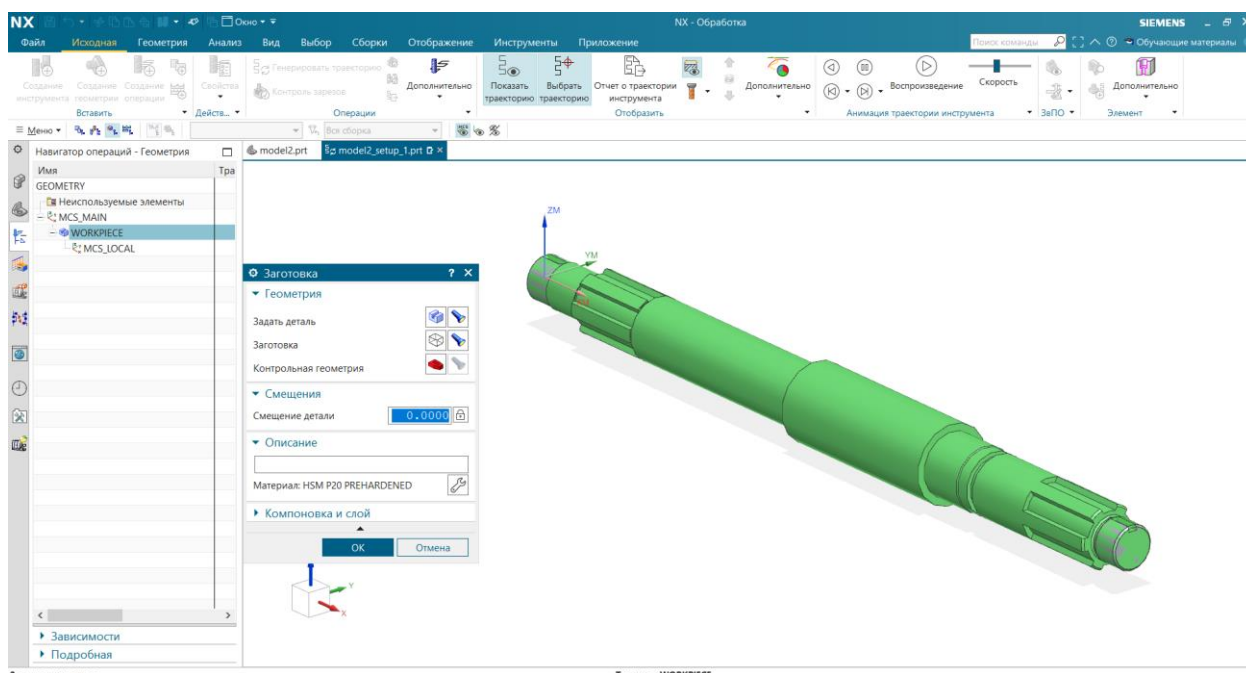 NX Окно NX - Обработка SIEMENS
Файл Исходная Геометрия Анализ Вид Выбор Сборки Отображение Инструменты Приложение Поиск команды Обучающие материалы
Создание инструмента
Создание геометрии
Создание операции
Свойства
Генерировать траекторию
Контроль зарезов
Дополнительно
Показать траекторию
Выбрать траекторию
Отчет о траектории инструмента
Дополнительно
Воспроизведение
Скорость
Дополнительно
Вставить Действ... Операции Отобразить Анимация траектории инструмента ЗаПО Элемент
Меню Вся сборка
Навигатор операций - Геометрия model2.prt model2_setup_1.prt
Имя Тра
GEOMETRY
Неиспользуемые элементы
MCS_MAIN
WORKPIECE
MCS_LOCAL
ZM
YM
Заготовка ? X
Геометрия
Задать деталь
Заготовка
Контрольная геометрия
Смещения
Смещение детали 0.0000
Описание
Материал: HSM P20 PREHARDENED
Компоновка и слой
ОК Отмена
Y
X
Зависимости
Подробная